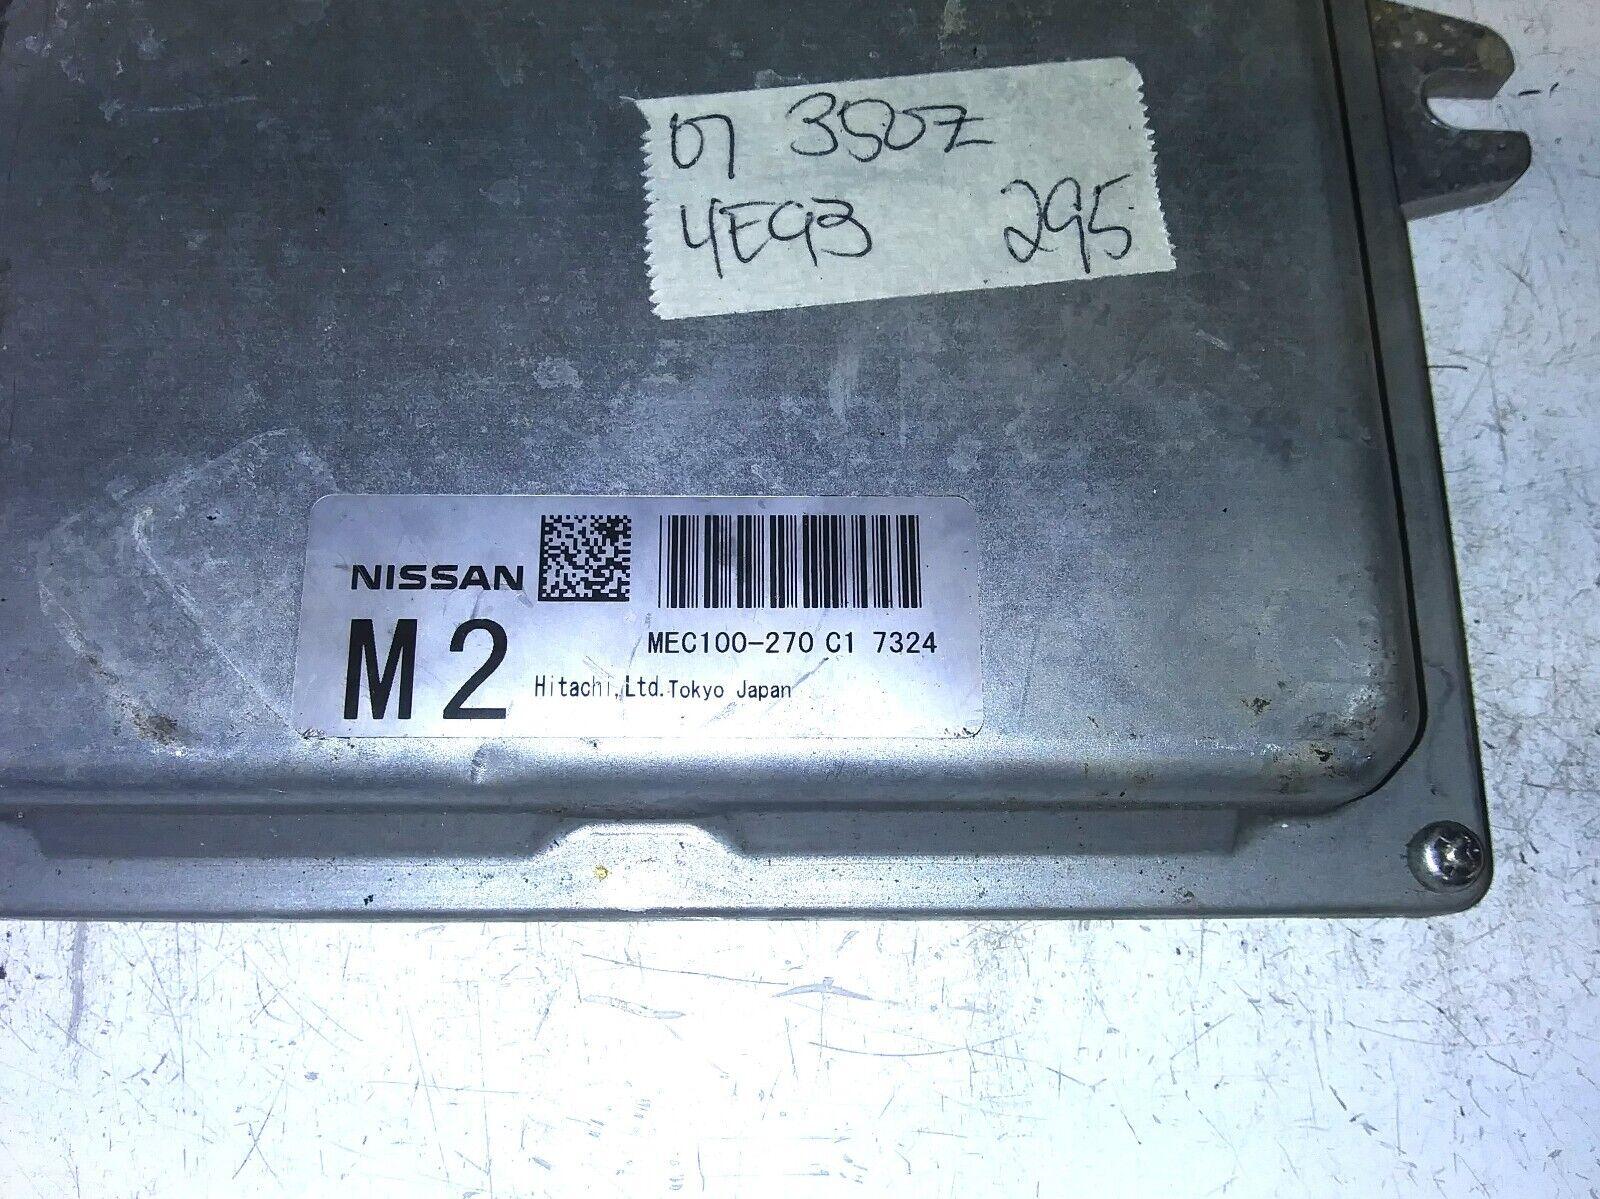 07 350Z
4E93 295
NISSAN
MEC100-270 C1 7324
M2
Hitachi,Ltd.Tokyo Japan